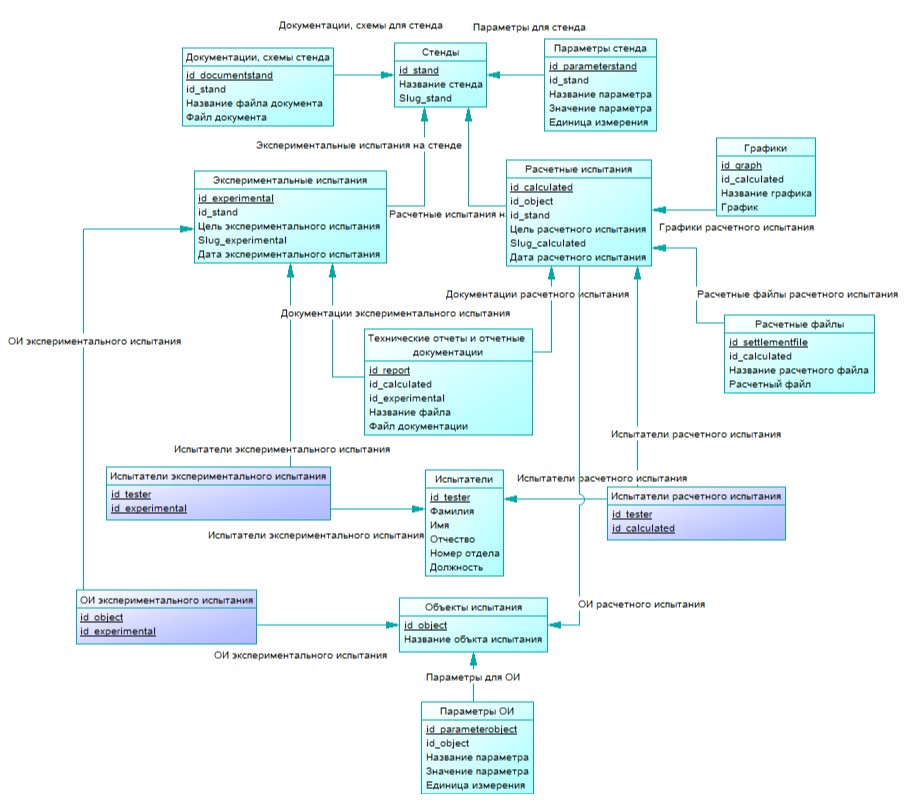 Документации, схемы для стенда
Параметры для стенда
Документации, схемы стенда
id_documentstand
id_stand
Название файла документа
Файл документа
Стенды
id_stand
Название стенда
Slug_stand
Параметры стенда
id_parameterstand
id_stand
Название параметра
Значение параметра
Единица измерения
Экспериментальные испытания на стенде
Графики
id_graph
id_calculated
Название графика
График
Экспериментальные испытания
id_experimental
id_stand
Цель экспериментального испытания
Slug_experimental
Дата экспериментального испытания
Расчетные испытания
id_calculated
id_object
id_stand
Цель расчетного испытания
Slug_calculated
Дата расчетного испытания
Расчетные испытания на
Графики расчетного испытания
Документации расчетного испытания
Расчетные файлы расчетного испытания
Документации экспериментального испытания
Расчетные файлы
id_settlementfile
id_calculated
Название расчетного файла
Расчетный файл
ОИ экспериментального испытания
Технические отчеты и отчетные
документации
id_report
id_calculated
id_experimental
Название файла
Файл документации
Испытатели расчетного испытания
Испытатели экспериментального испытания
Испытатели экспериментального испытания
id_tester
id_experimental
Испытатели
id_tester
Фамилия
Имя
Отчество
Номер отдела
Должность
Испытатели расчетного испытания
Испытатели расчетного испытания
id_tester
id_calculated
Испытатели экспериментального испытания
ОИ экспериментального испытания
id_object
id_experimental
Объекты испытания
id_object
Название объкта испытания
ОИ расчетного испытания
ОИ экспериментального испытания
Параметры для ОИ
Параметры ОИ
id_parameterobject
id_object
Название параметра
Значение параметра
Единица измерения